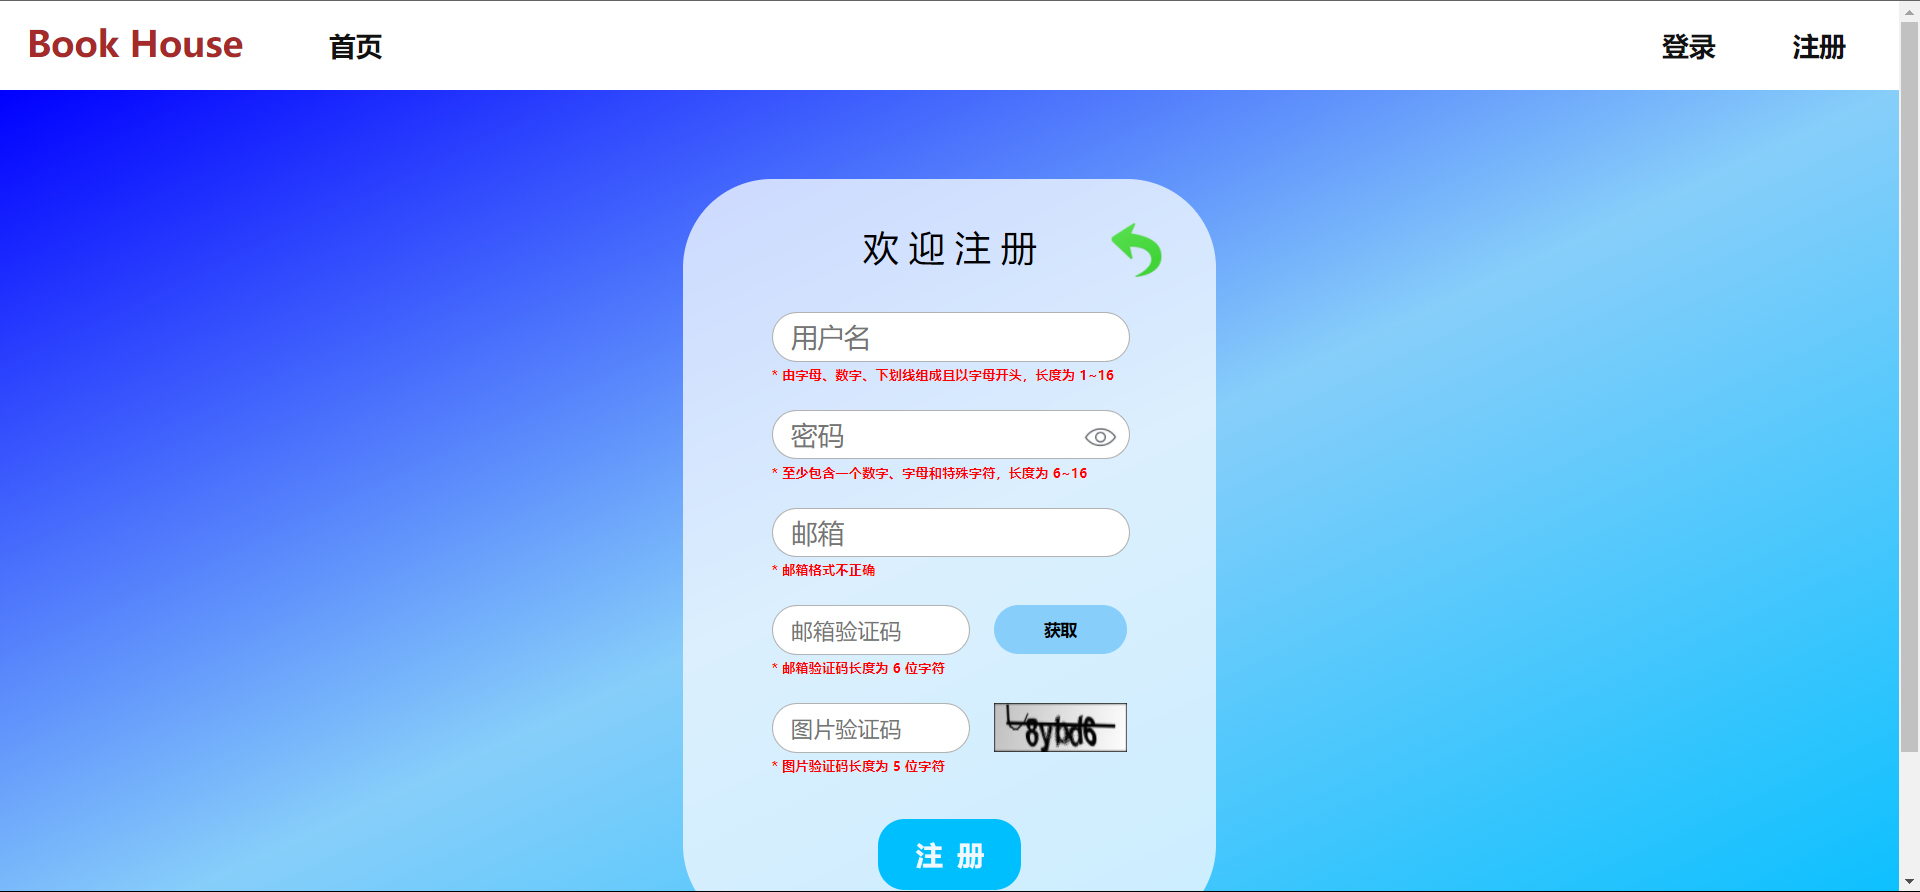 Book House
首页
登录
注册
欢迎注册
用户名
* 由字母、数字、下划线组成且以字母开头，长度为 1~16
密码
* 至少包含一个数字、字母和特殊字符，长度为 6~16
邮箱
* 邮箱格式不正确
邮箱验证码
获取
* 邮箱验证码长度为 6 位字符
图片验证码
8ybd6
* 图片验证码长度为 5 位字符
注 册